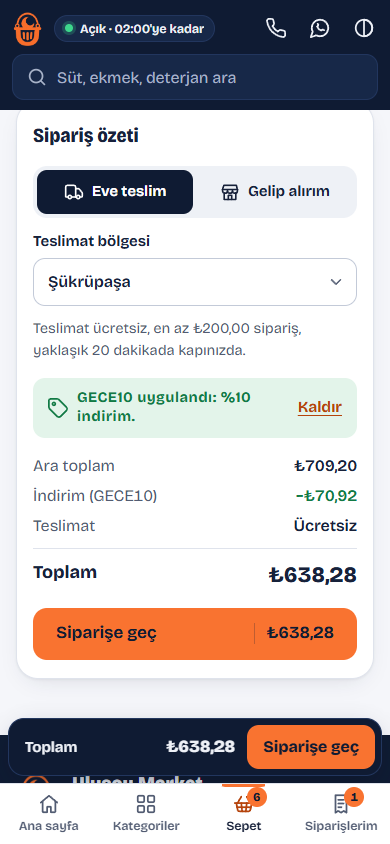 Açık · 02:00'ye kadar
Süt, ekmek, deterjan ara
Sipariş özeti
Eve teslim
Gelip alırım
Teslimat bölgesi
Şükrüpaşa
Teslimat ücretsiz, en az ₺200,00 sipariş,
yaklaşık 20 dakikada kapınızda.
GECE10 uygulandı: %10
indirim.
Kaldır
Ara toplam ₺709,20
İndirim (GECE10) -₺70,92
Teslimat Ücretsiz
Toplam ₺638,28
Siparişe geç ₺638,28
Toplam ₺638,28 Siparişe geç
Ulusoy Market
6
1
Ana sayfa
Kategoriler
Sepet
Siparişlerim